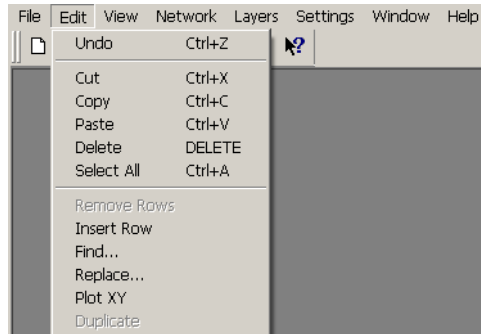 File Edit View Network Layers Settings Window Help
Undo Ctrl+Z
Cut Ctrl+X
Copy Ctrl+C
Paste Ctrl+V
Delete DELETE
Select All Ctrl+A
Remove Rows
Insert Row
Find...
Replace...
Plot XY
Duplicate